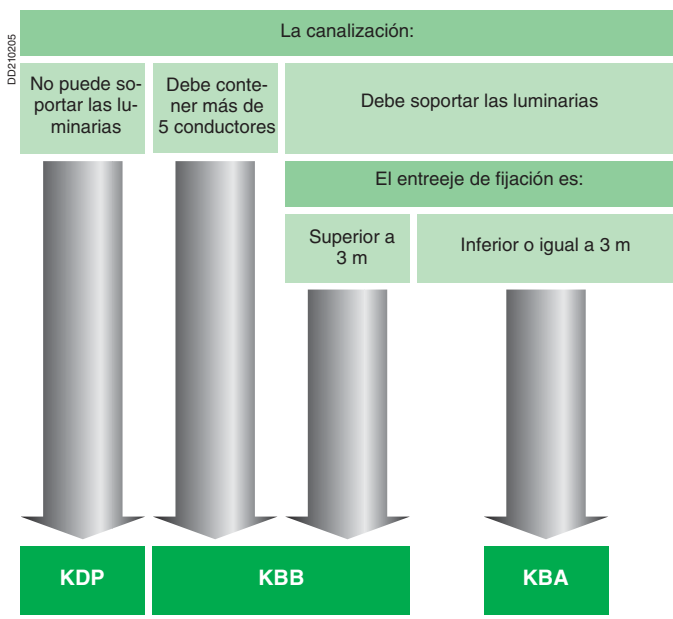 DD210205
La canalización:
No puede so-
portar las lu-
minarias
Debe conte-
ner más de
5 conductores
Debe soportar las luminarias
El entreeje de fijación es:
Superior a
3 m
Inferior o igual a 3 m
KDP
KBB
KBA